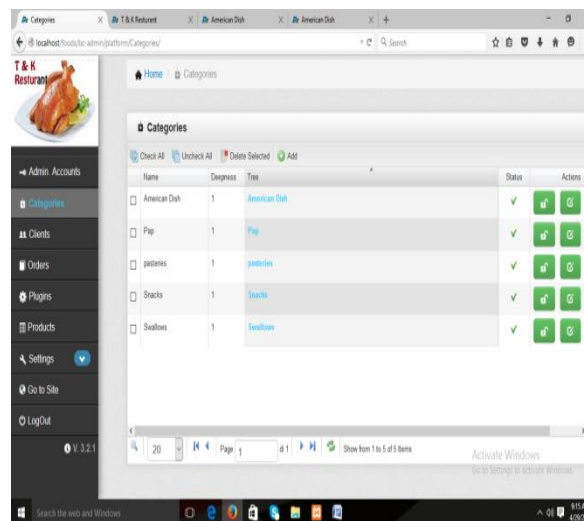 Categories
T & K Resturant
American Dish
American Dish
localhost/foods/bc-admin/platform/Categories/
Search
T & K
Resturant
Home / Categories
Categories
Check All Uncheck All Delete Selected Add
Name Deepness Tree Status Actions
American Dish 1 American Dish
Pap 1 Pap
pasteries 1 pasteries
Snacks 1 Snacks
Swallows 1 Swallows
Admin. Accounts
Categories
Clients
Orders
Plugins
Products
Settings
Go to Site
LogOut
V. 3.2.1
20 Page 1 di 1 Show from 1 to 5 of 5 items
Activate Windows
Go to Settings to activate Windows.
Search the web and Windows